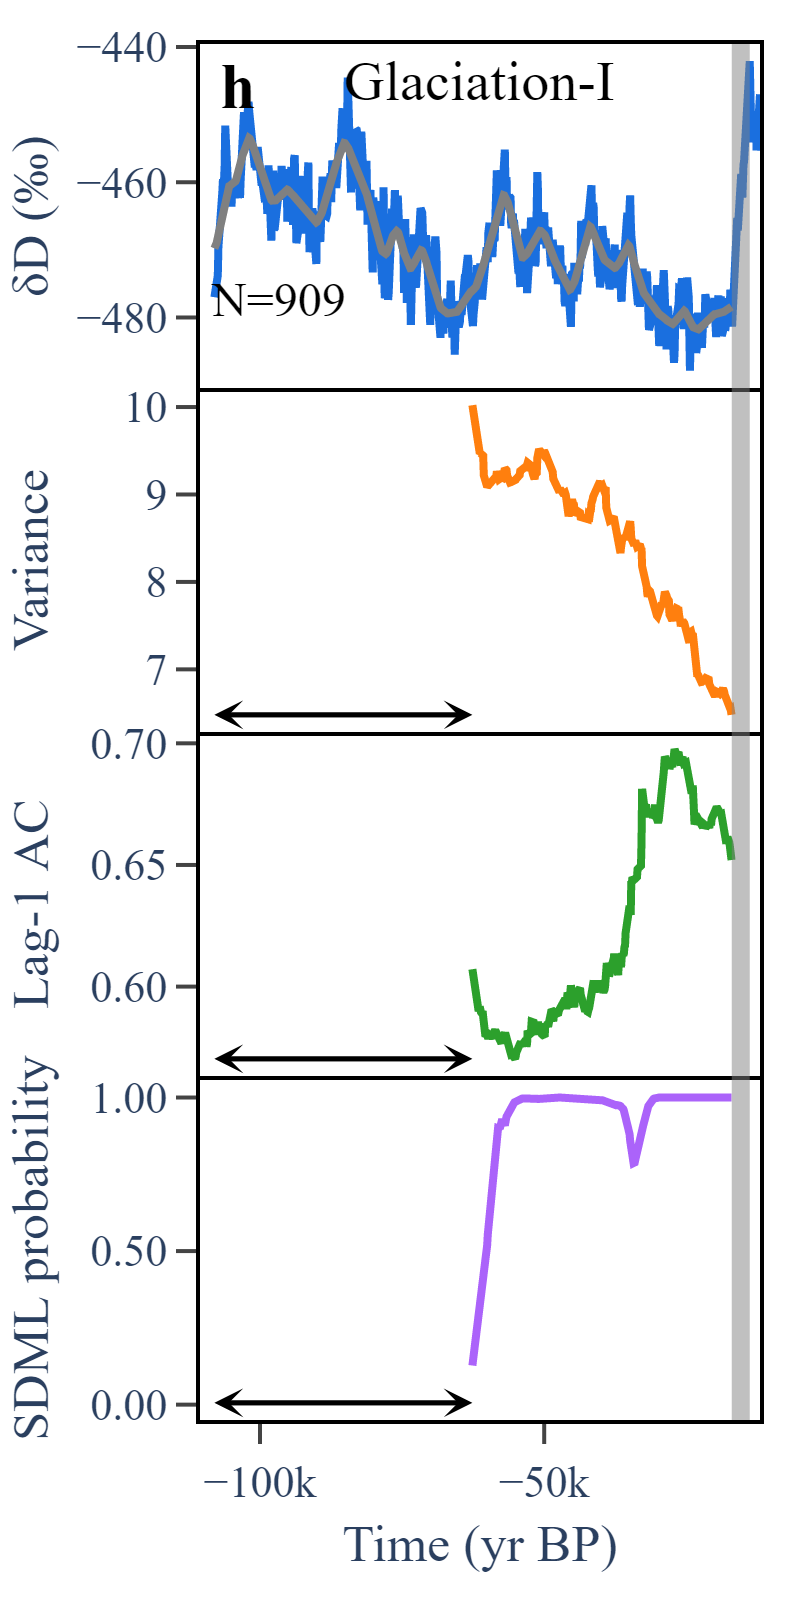 h
Glaciation-I
N=909
δD (‰)
−440
−460
−480
Variance
10
9
8
7
Lag-1 AC
0.70
0.65
0.60
SDML probability
1.00
0.50
0.00
−100k
−50k
Time (yr BP)